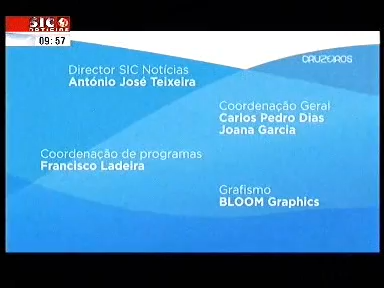 SIC
NOTÍCIAS
09:57
CRUZEIROS
Director SIC Notícias
António José Teixeira
Coordenação Geral
Carlos Pedro Dias
Joana Garcia
Coordenação de programas
Francisco Ladeira
Grafismo
BLOOM Graphics